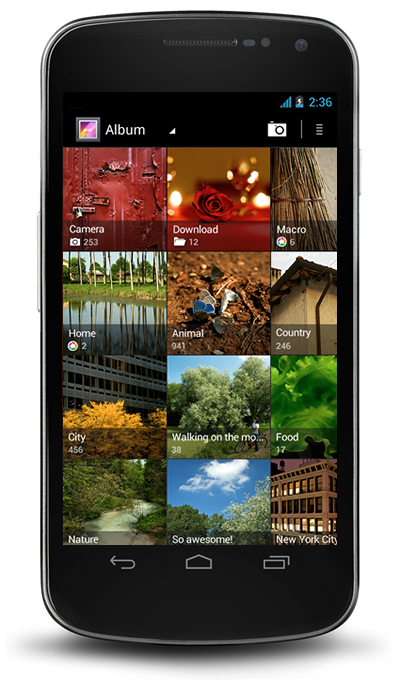 2:36
Album
Camera
253
Download
12
Macro
6
Home
2
Animal
941
Country
246
City
456
Walking on the mo...
38
Food
17
Nature
So awesome!
New York City